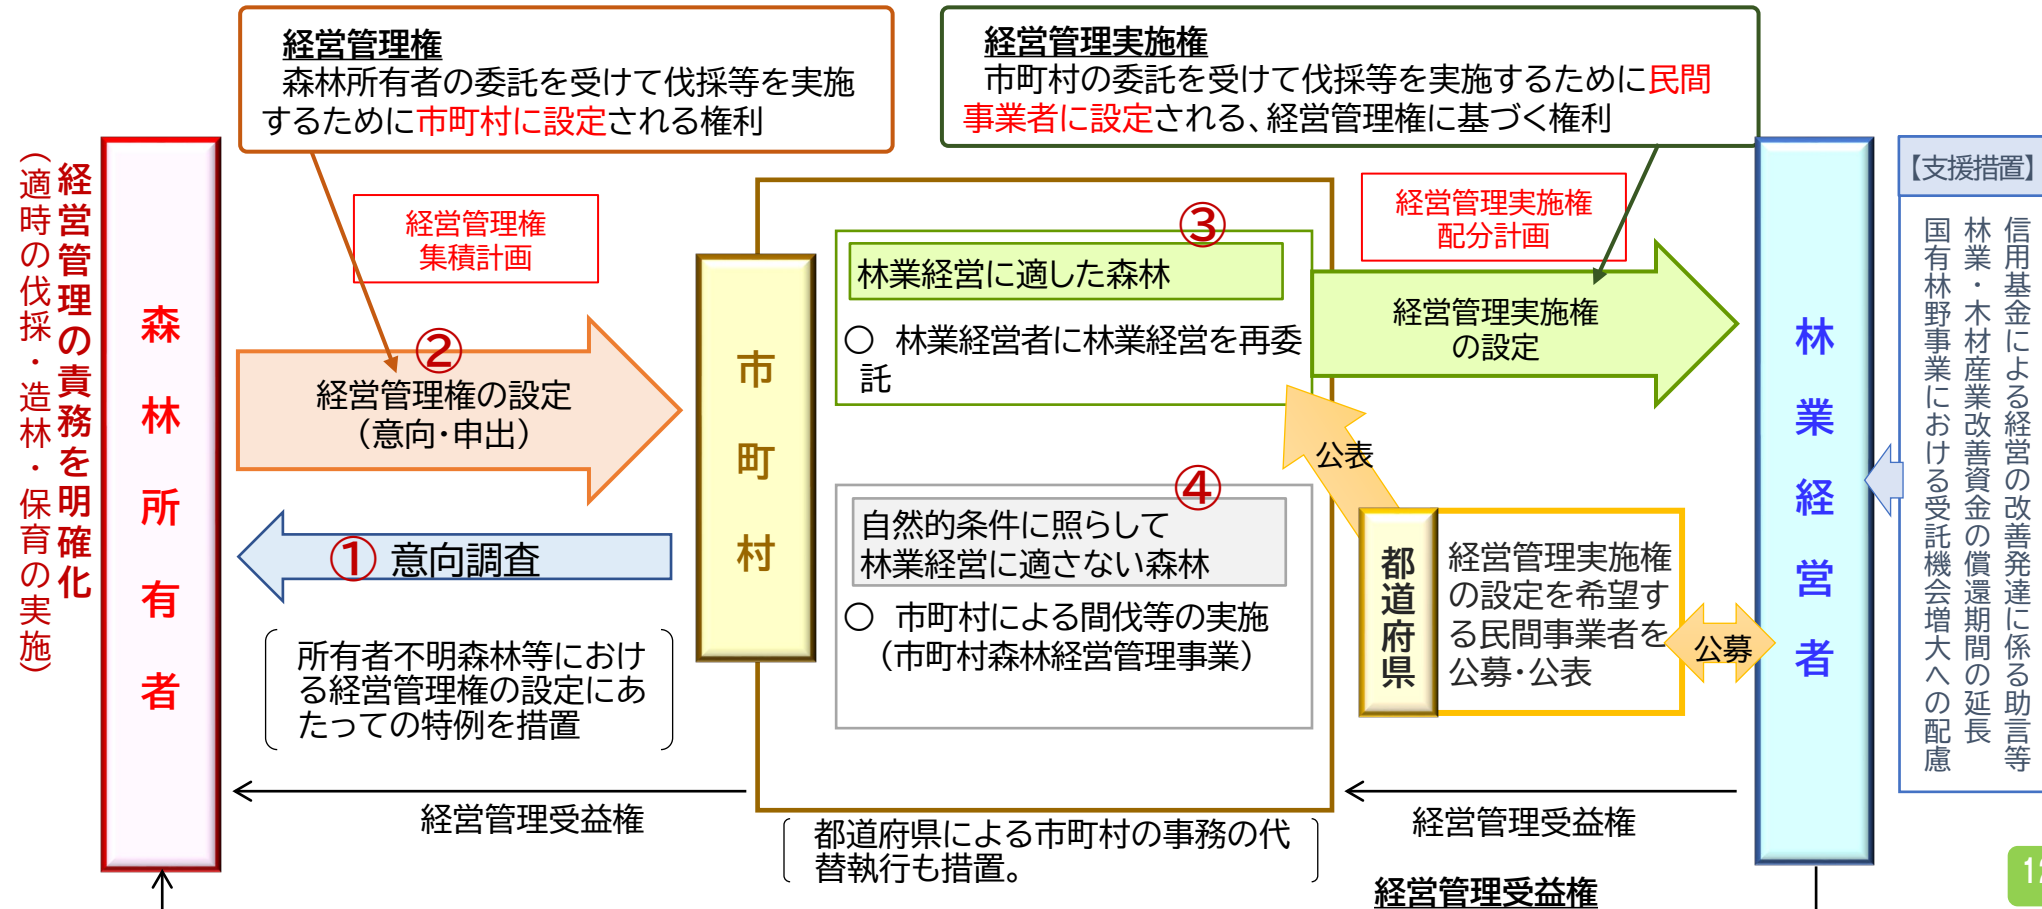 経営管理権
森林所有者の委託を受けて伐採等を実施
するために市町村に設定される権利
経営管理実施権
市町村の委託を受けて伐採等を実施するために民間
事業者に設定される、経営管理権に基づく権利
経営管理の責務を明確化
（適時の伐採・造林・保育の実施）
森林所有者
経営管理権
集積計画
②
経営管理権の設定
（意向・申出）
① 意向調査
所有者不明森林等におけ
る経営管理権の設定にあ
たっての特例を措置
経営管理受益権
市町村
③
林業経営に適した森林
○ 林業経営者に林業経営を再委
託
④
自然的条件に照らして
林業経営に適さない森林
○ 市町村による間伐等の実施
（市町村森林経営管理事業）
都道府県による市町村の事務の代
替執行も措置。
経営管理実施権
配分計画
経営管理実施権
の設定
公表
都道府県
経営管理実施権
の設定を希望す
る民間事業者を
公募・公表
公募
経営管理受益権
経営管理受益権
林業経営者
【支援措置】
信用基金による経営の改善発達に係る助言等
林業・木材産業改善資金の償還期間の延長
国有林野事業における受託機会増大への配慮